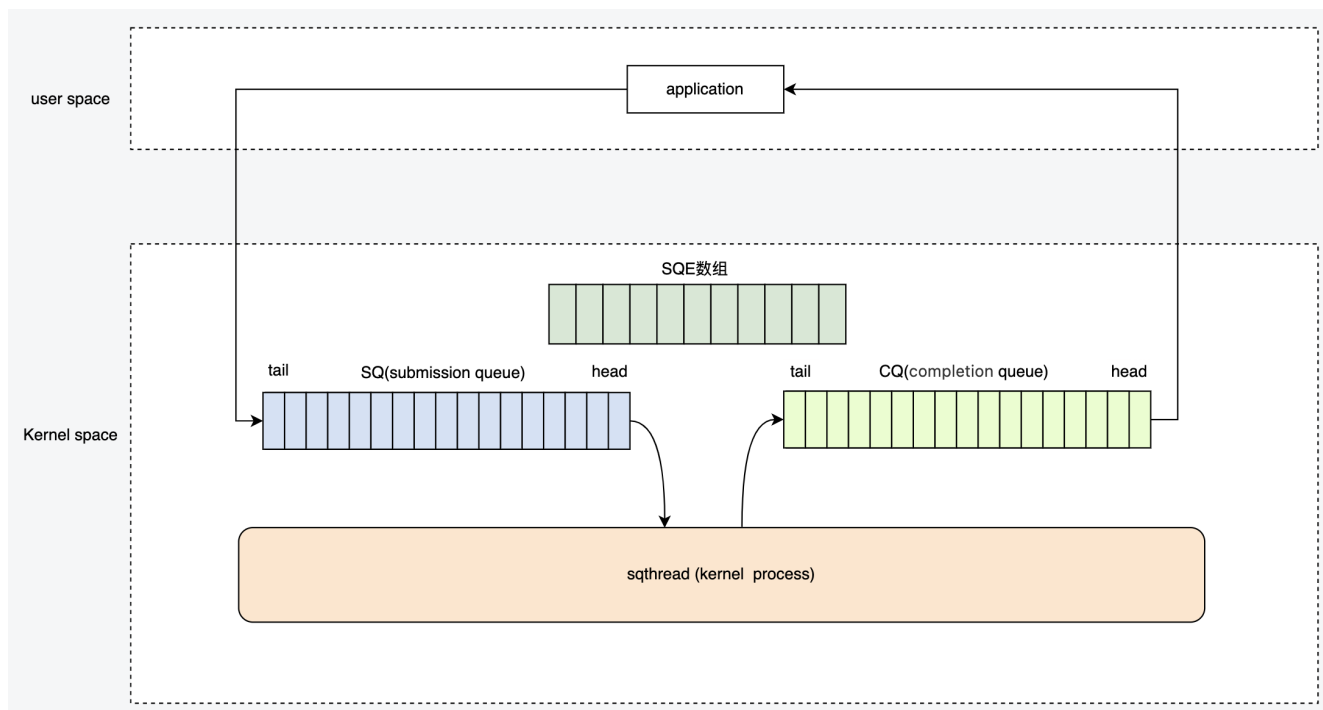 user space
application
SQE数组
tail
SQ(submission queue)
head
tail
CQ(completion queue)
head
Kernel space
sqthread (kernel process)